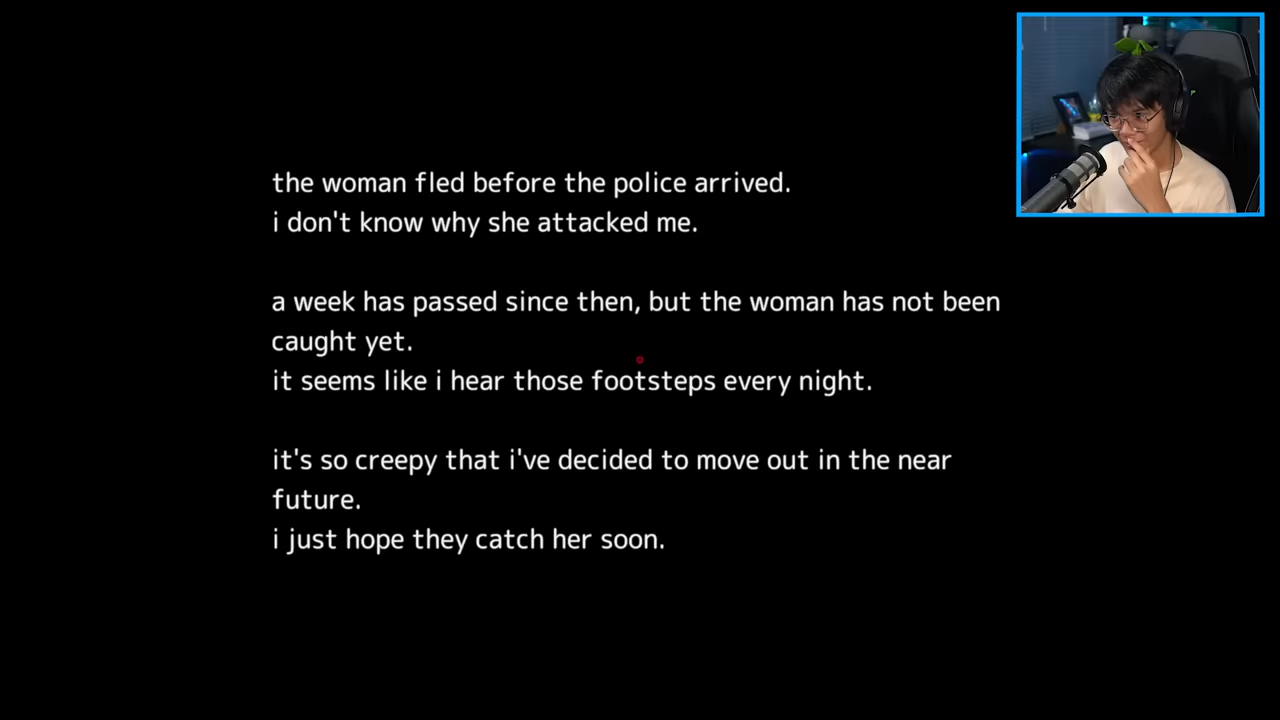 the woman fled before the police arrived.
i don't know why she attacked me.
a week has passed since then, but the woman has not been
caught yet.
it seems like i hear those footsteps every night.
it's so creepy that i've decided to move out in the near
future.
i just hope they catch her soon.